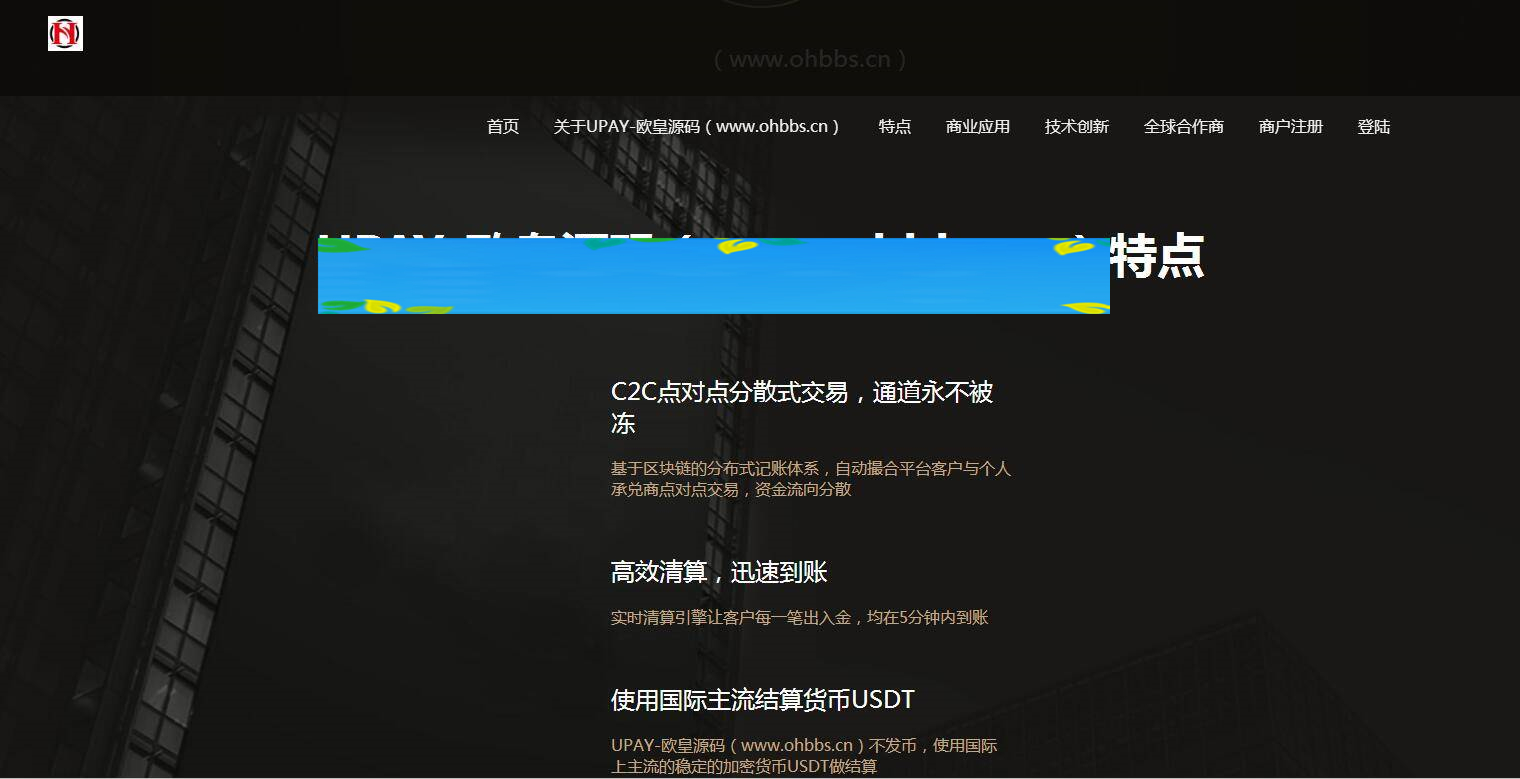 （www.ohbbs.cn）
首页 关于UPAY-欧皇源码（www.ohbbs.cn） 特点 商业应用 技术创新 全球合作商 商户注册 登陆
特点
C2C点对点分散式交易，通道永不被
冻
基于区块链的分布式记账体系，自动撮合平台客户与个人
承兑商点对点交易，资金流向分散
高效清算，迅速到账
实时清算引擎让客户每一笔出入金，均在5分钟内到账
使用国际主流结算货币USDT
UPAY-欧皇源码（www.ohbbs.cn）不发币，使用国际
上主流的稳定的加密货币USDT做结算